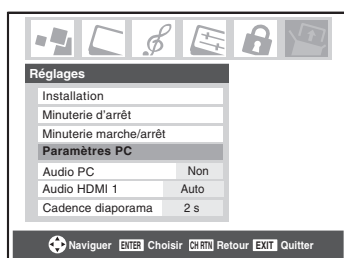 Réglages
Installation
Minuterie d'arrêt
Minuterie marche/arrêt
Paramètres PC
Audio PC Non
Audio HDMI 1 Auto
Cadence diaporama 2 s
Naviguer ENTER Choisir CH RTN Retour EXIT Quitter